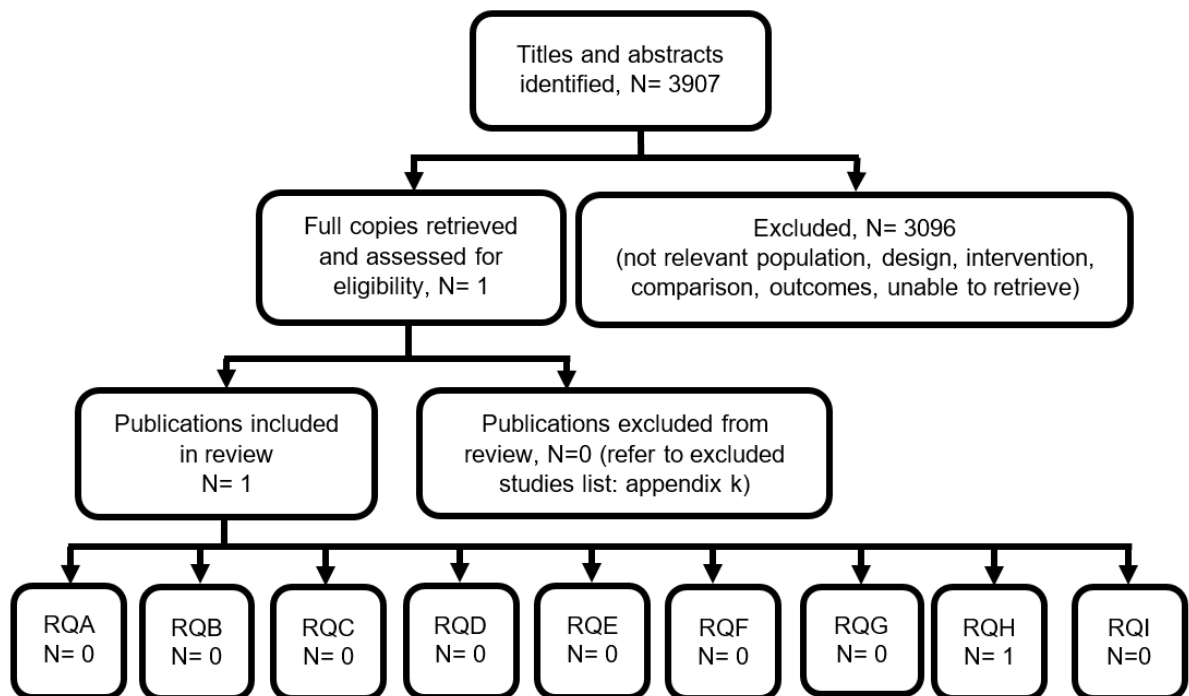 Titles and abstracts
identified, N= 3907
Full copies retrieved
and assessed for
eligibility, N= 1
Excluded, N= 3096
(not relevant population, design, intervention,
comparison, outcomes, unable to retrieve)
Publications included
in review
N= 1
Publications excluded from
review, N=0 (refer to excluded
studies list: appendix k)
RQA
N= 0
RQB
N= 0
RQC
N= 0
RQD
N= 0
RQE
N= 0
RQF
N= 0
RQG
N= 0
RQH
N= 1
RQI
N=0